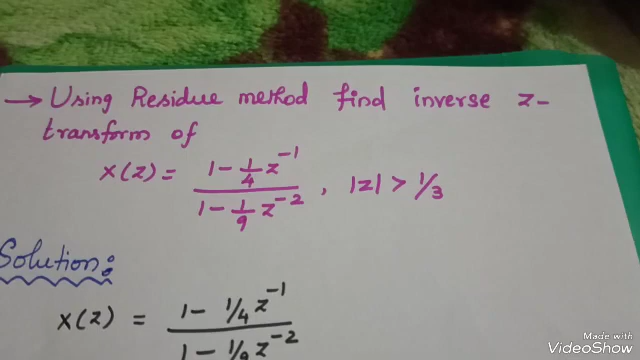 → Using Residue method find inverse z-
transform of
X(z) = (1 - 1/4 z^-1) / (1 - 1/9 z^-2) , |z| > 1/3
Solution:
X(z) = (1 - 1/4 z^-1) / (1 - 1/9 z^-2)
Made with
VideoShow